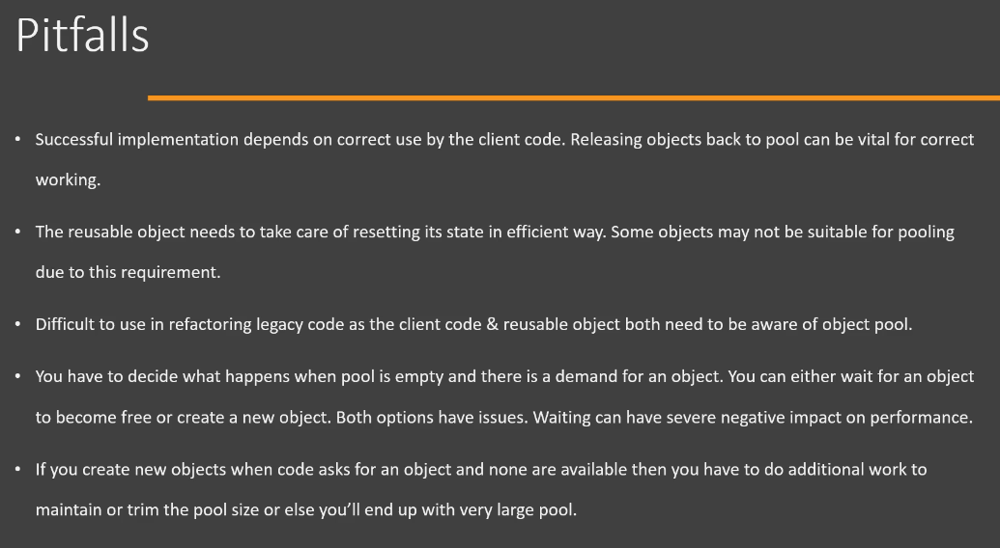 Pitfalls
• Successful implementation depends on correct use by the client code. Releasing objects back to pool can be vital for correct
working.
• The reusable object needs to take care of resetting its state in efficient way. Some objects may not be suitable for pooling
due to this requirement.
• Difficult to use in refactoring legacy code as the client code & reusable object both need to be aware of object pool.
• You have to decide what happens when pool is empty and there is a demand for an object. You can either wait for an object
to become free or create a new object. Both options have issues. Waiting can have severe negative impact on performance.
• If you create new objects when code asks for an object and none are available then you have to do additional work to
maintain or trim the pool size or else you’ll end up with very large pool.